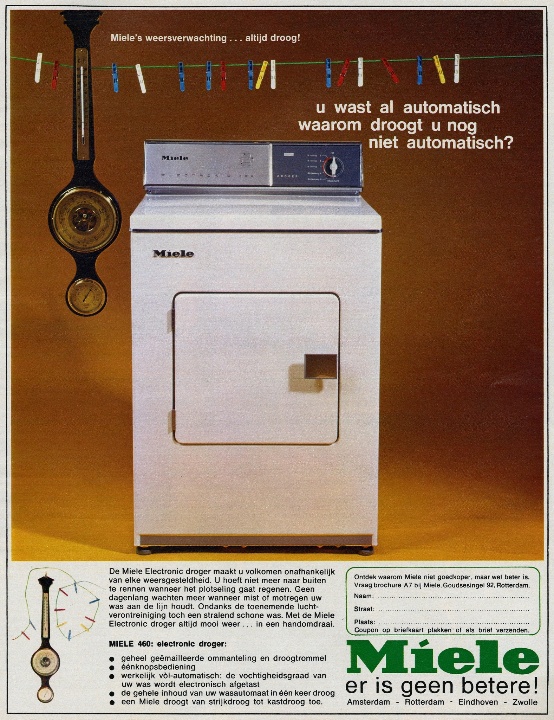 Miele's weersverwachting . . . altijd droog!
u wast al automatisch
waarom droogt u nog
niet automatisch?
Miele
Miele
De Miele Electronic droger maakt u volkomen onafhankelijk
van elke weersgesteldheid. U hoeft niet meer naar buiten
te rennen wanneer het plotseling gaat regenen. Geen
dagenlang wachten meer wanneer mist of motregen uw
was aan de lijn houdt. Ondanks de toenemende lucht-
verontreiniging toch een stralend schone was. Met de Miele
Electronic droger altijd mooi weer . . . in een handomdraai.
MIELE 460: electronic droger:
● geheel geëmailleerde ommanteling en droogtrommel
● éénknopsbediening
● werkelijk vól-automatisch: de vochtigheidsgraad van
uw was wordt electronisch afgetast
● de gehele inhoud van uw wasautomaat in één keer droog
● een Miele droogt van strijkdroog tot kastdroog toe.
Ontdek waarom Miele niet goedkoper, maar wel beter is.
Vraag brochure A7 bij Miele, Goudsesingel 92, Rotterdam.
Naam:
Straat:
Plaats:
Coupon op briefkaart plakken of als brief verzenden.
Miele
er is geen betere!
Amsterdam - Rotterdam - Eindhoven - Zwolle